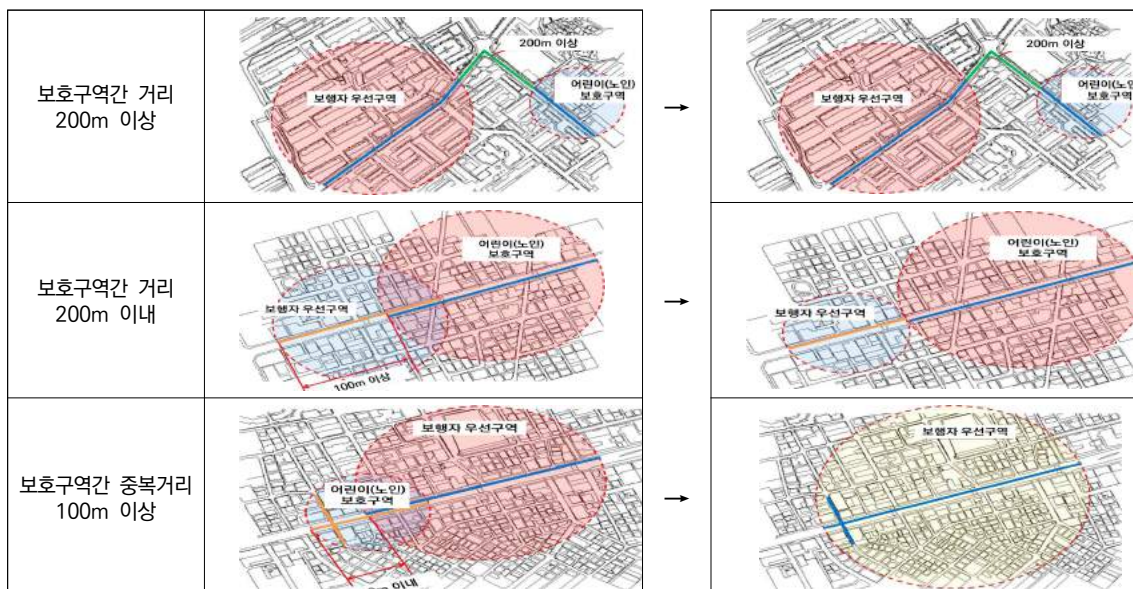 보호구역간 거리
200m 이상
200m 이상
보행자 우선구역
어린이(노인)
보호구역
→
200m 이상
보행자 우선구역
어린이(노인)
보호구역
보호구역간 거리
200m 이내
어린이(노인)
보호구역
보행자 우선구역
100m 이상
→
어린이(노인)
보호구역
보행자 우선구역
보호구역간 중복거리
100m 이상
보행자 우선구역
어린이(노인)
보호구역
이내
→
보행자 우선구역